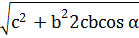 √c² + b²2cbcos α